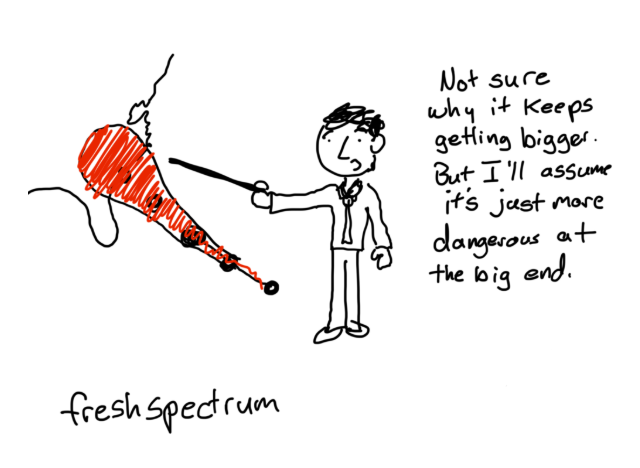 Not sure
why it keeps
getting bigger.
But I'll assume
it's just more
dangerous at
the big end.
freshspectrum